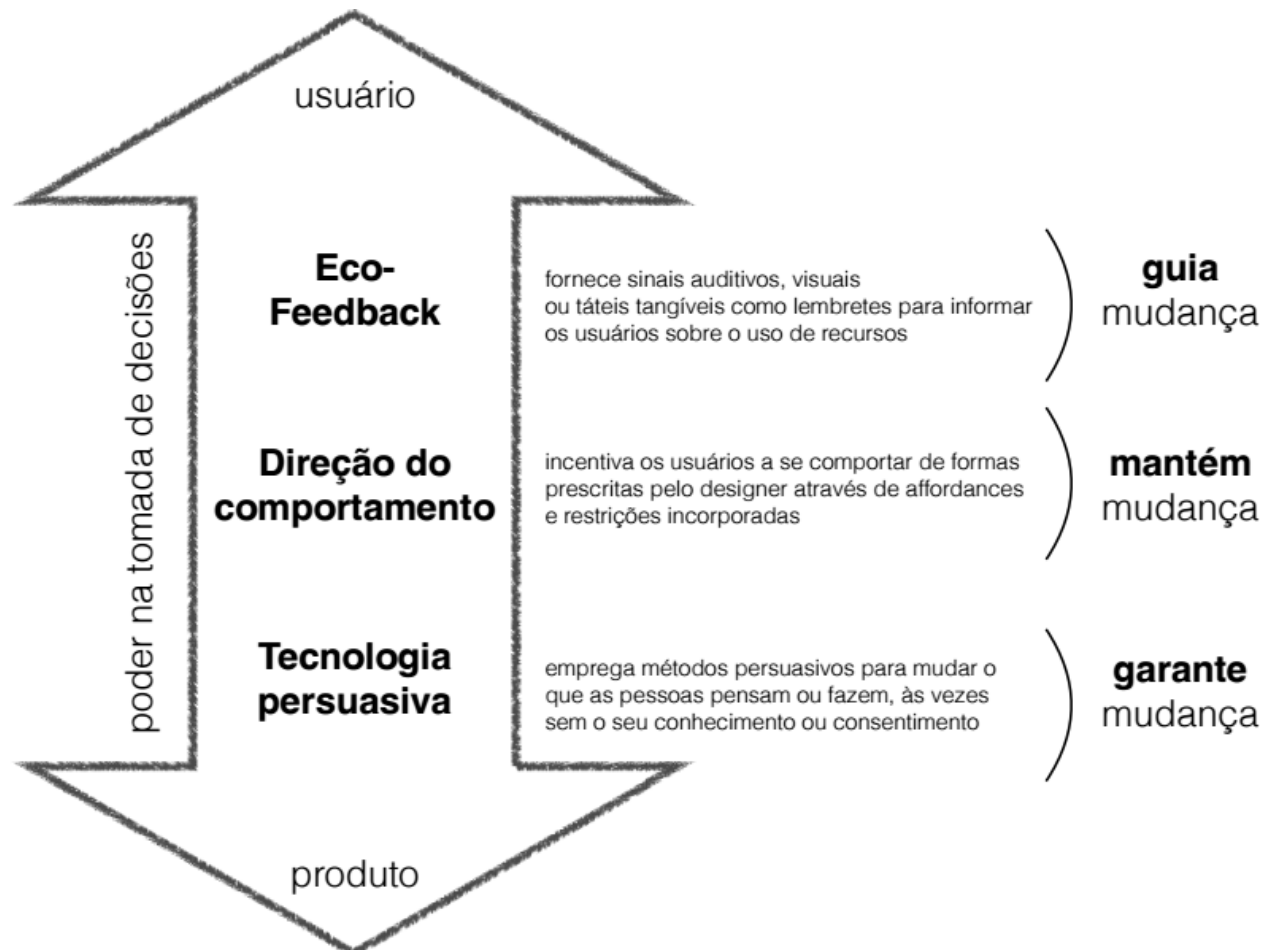 usuário
poder na tomada de decisões
Eco-
Feedback
fornece sinais auditivos, visuais
ou táteis tangíveis como lembretes para informar
os usuários sobre o uso de recursos
guia
mudança
Direção do
comportamento
incentiva os usuários a se comportar de formas
prescritas pelo designer através de affordances
e restrições incorporadas
mantém
mudança
Tecnologia
persuasiva
emprega métodos persuasivos para mudar o
que as pessoas pensam ou fazem, às vezes
sem o seu conhecimento ou consentimento
garante
mudança
produto